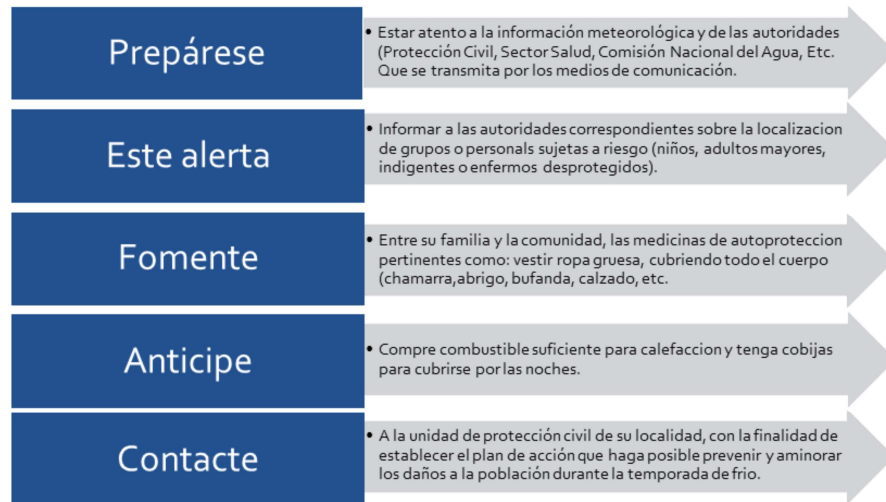 Prepárese
• Estar atento a la información meteorológica y de las autoridades
(Protección Civil, Sector Salud, Comisión Nacional del Agua, Etc.
Que se transmita por los medios de comunicación.
Este alerta
• Informar a las autoridades correspondientes sobre la localizacion
de grupos o personals sujetas a riesgo (niños, adultos mayores,
indigentes o enfermos desprotegidos).
Fomente
• Entre su familia y la comunidad, las medicinas de autoproteccion
pertinentes como: vestir ropa gruesa, cubriendo todo el cuerpo
(chamarra,abrigo, bufanda, calzado, etc.
Anticipe
• Compre combustible suficiente para calefaccion y tenga cobijas
para cubrirse por las noches.
Contacte
• A la unidad de protección civil de su localidad, con la finalidad de
establecer el plan de acción que haga posible prevenir y aminorar
los daños a la población durante la temporada de frio.